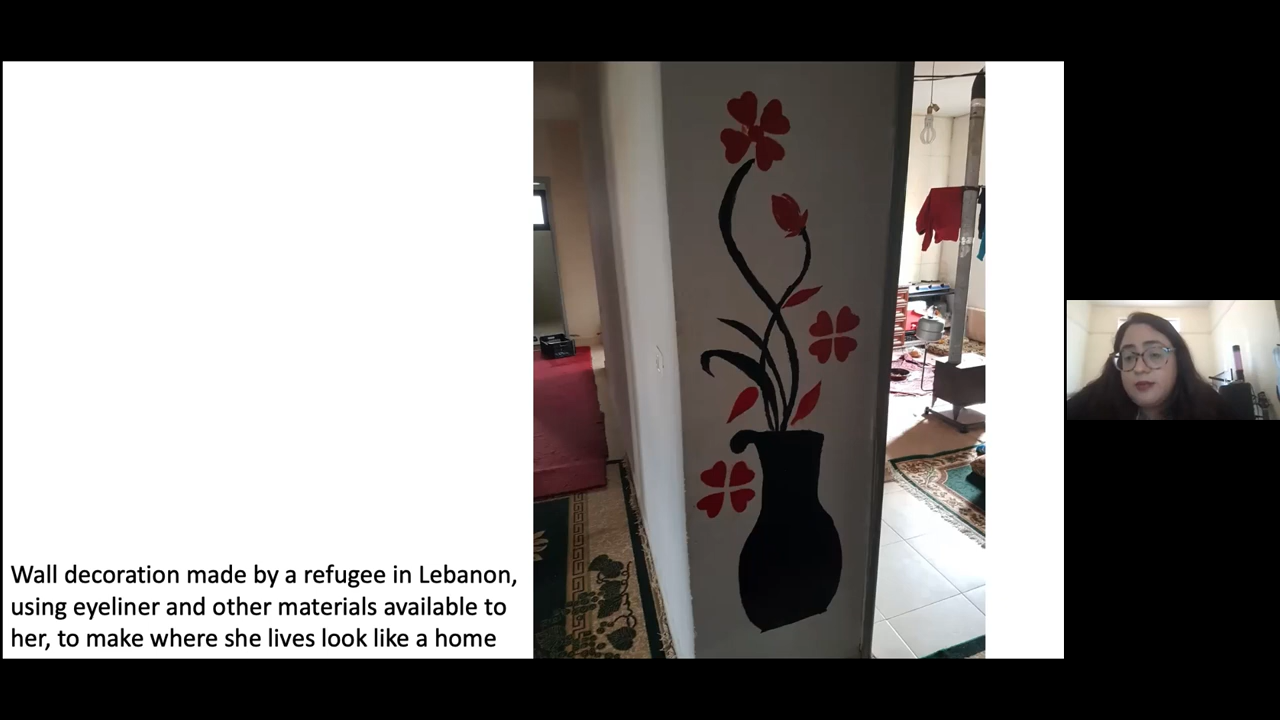 Wall decoration made by a refugee in Lebanon,
using eyeliner and other materials available to
her, to make where she lives look like a home